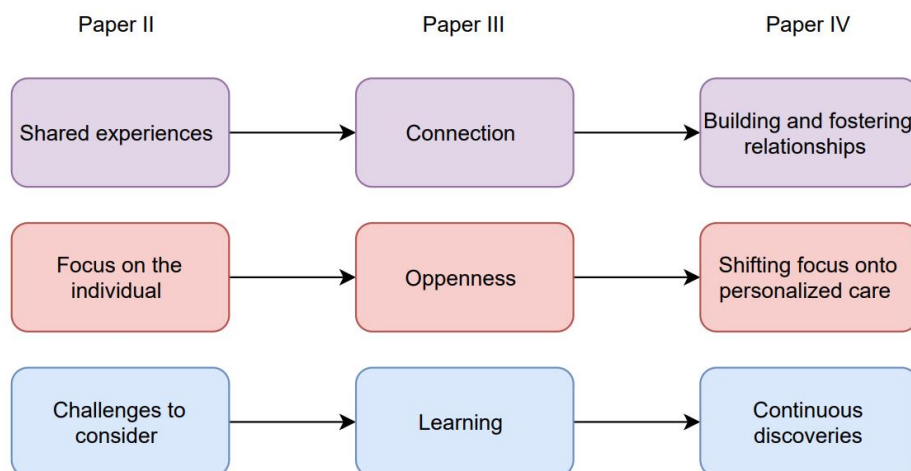 Paper II
Paper III
Paper IV
Shared experiences
Connection
Building and fostering
relationships
Focus on the
individual
Oppenness
Shifting focus onto
personalized care
Challenges to
consider
Learning
Continuous
discoveries